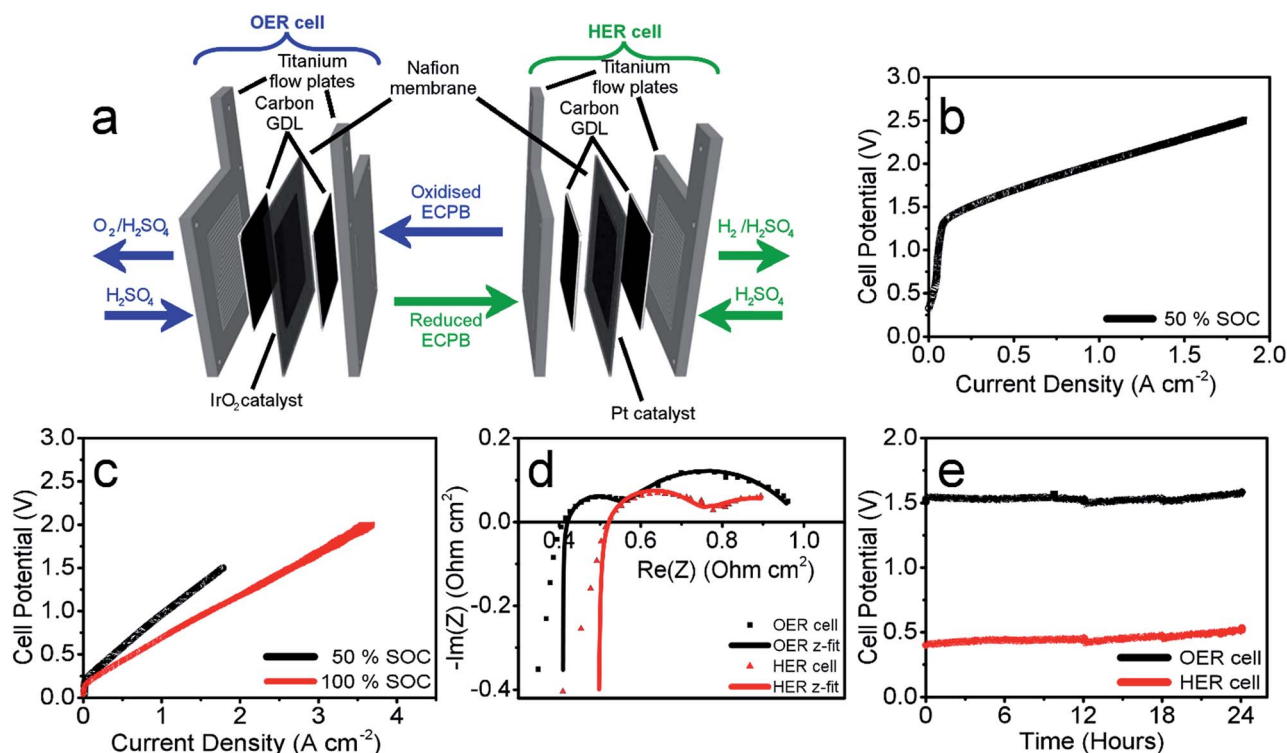 OER cell
HER cell
Titanium
flow plates
Nafion
membrane
Titanium
flow plates
Carbon
GDL
Carbon
GDL
a
Oxidised
ECPB
O₂/H₂SO₄
H₂/H₂SO₄
H₂SO₄
H₂SO₄
Reduced
ECPB
IrO₂ catalyst
Pt catalyst
b
Cell Potential (V)
3.0
2.5
2.0
1.5
1.0
0.5
0.0
50 % SOC
0.0 0.5 1.0 1.5 2.0
Current Density (A cm⁻²)
c
Cell Potential (V)
3.0
2.5
2.0
1.5
1.0
0.5
0.0
50 % SOC
100 % SOC
0 1 2 3 4
Current Density (A cm⁻²)
d
-Im(Z) (Ohm cm²)
0.2
0.0
-0.2
-0.4
0.4 0.6 0.8 1.0
Re(Z) (Ohm cm²)
OER cell
OER z-fit
HER cell
HER z-fit
e
Cell Potential (V)
2.0
1.5
1.0
0.5
0.0
OER cell
HER cell
0 6 12 18 24
Time (Hours)